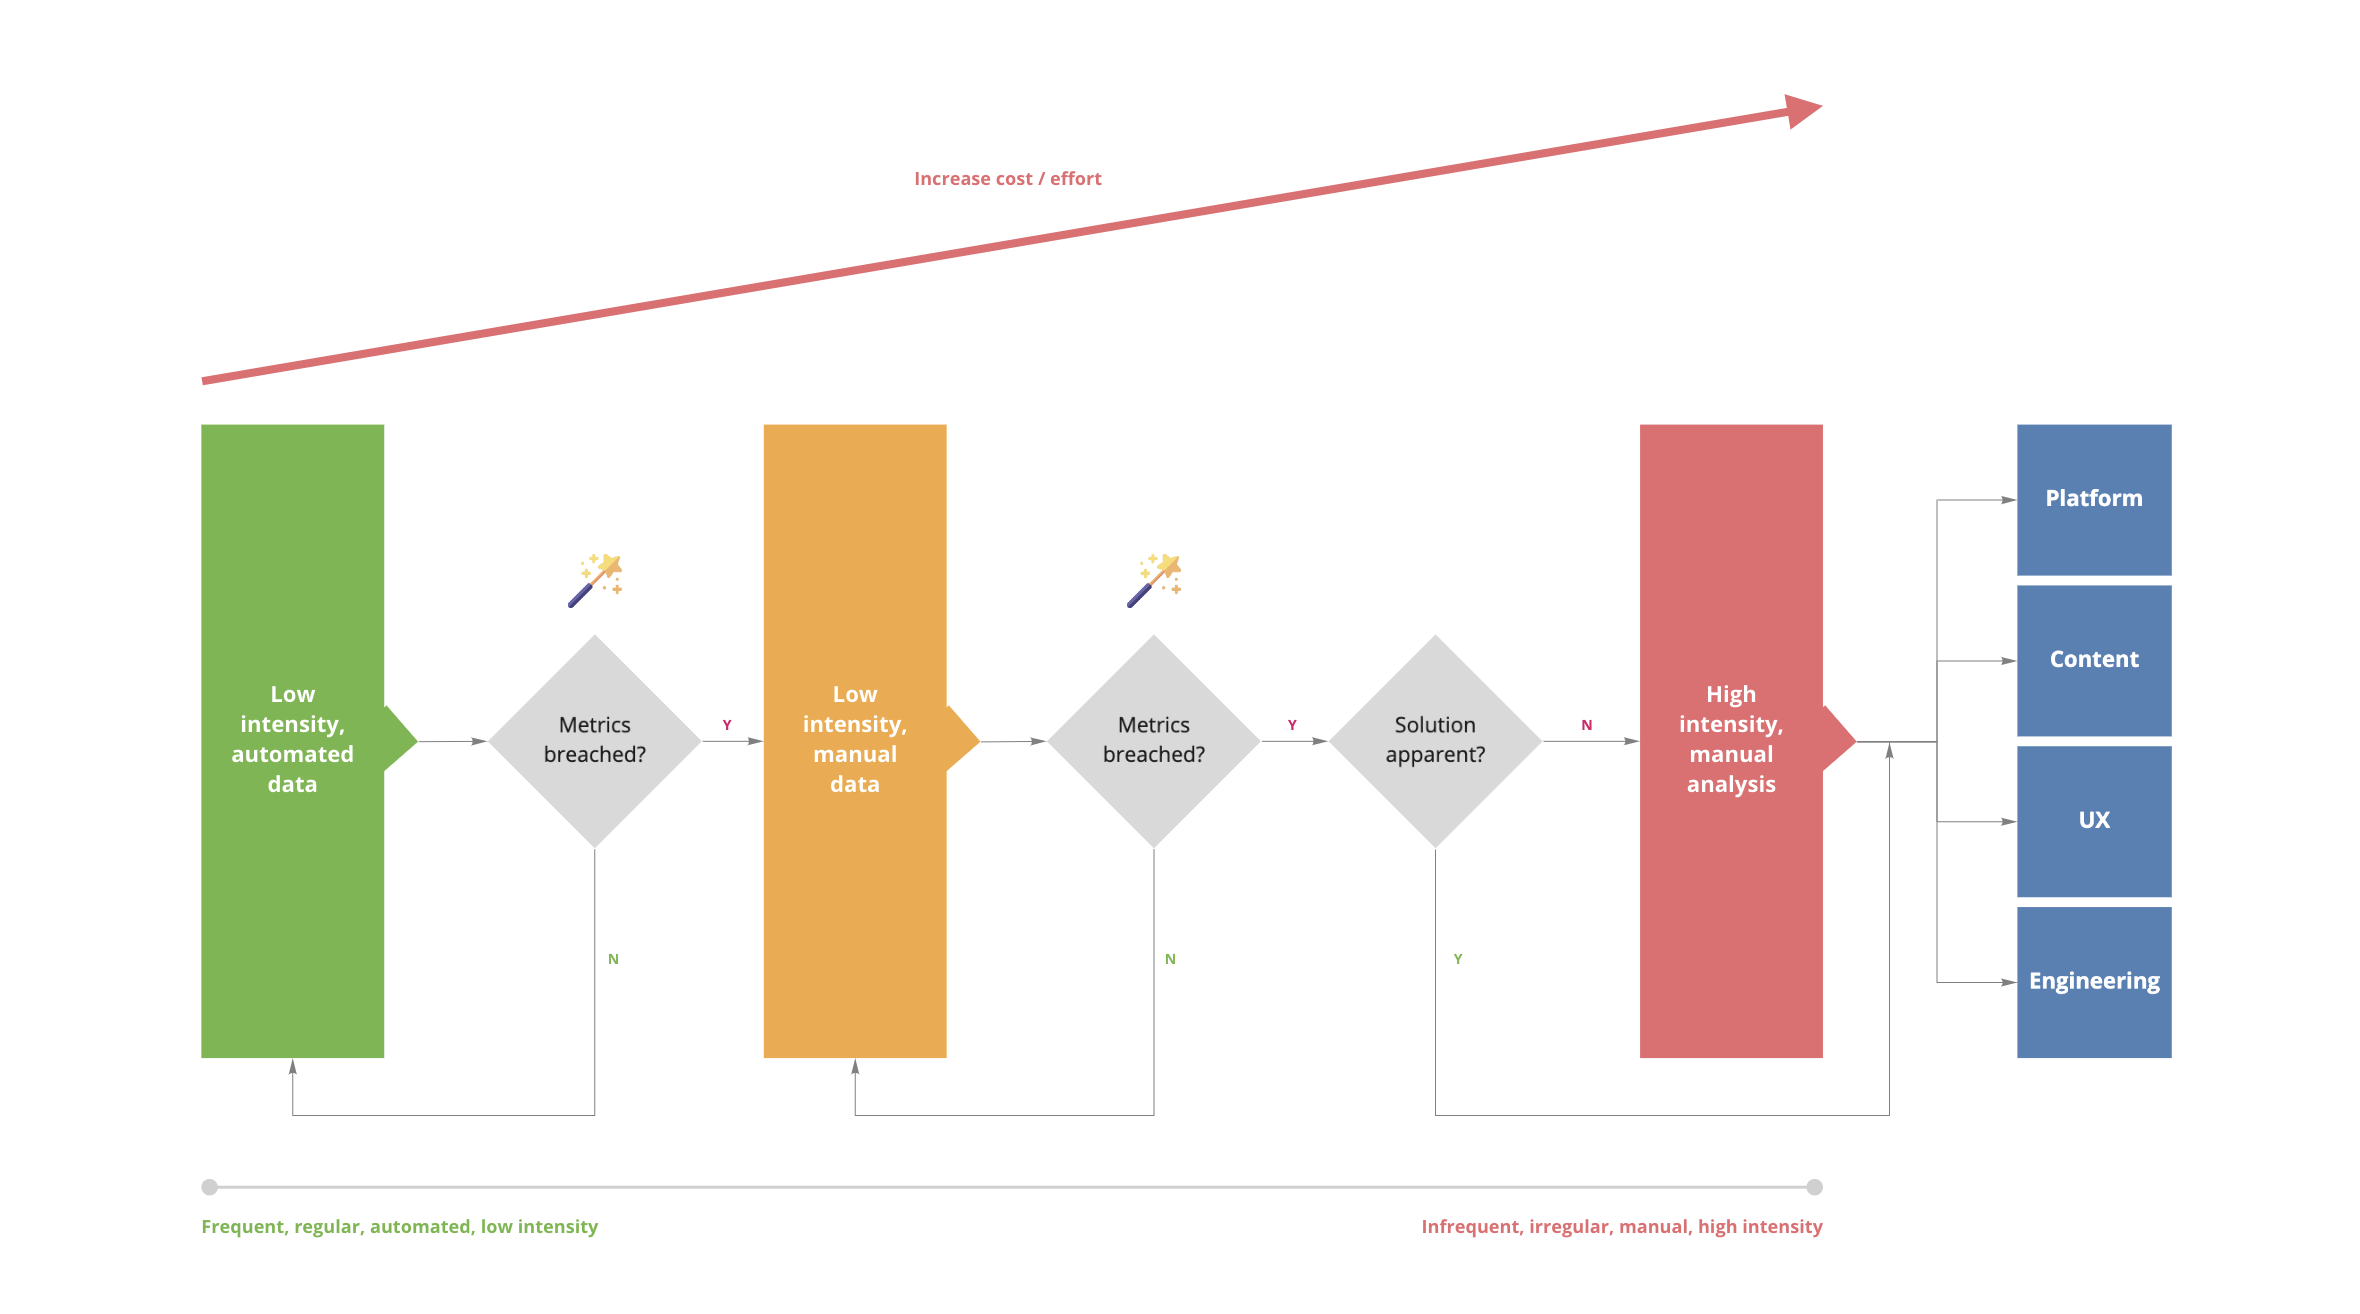 Increase cost / effort
Low
intensity,
automated
data
Metrics
breached?
Y
N
Low
intensity,
manual
data
Metrics
breached?
Y
N
Solution
apparent?
N
Y
High
intensity,
manual
analysis
Platform
Content
UX
Engineering
Frequent, regular, automated, low intensity
Infrequent, irregular, manual, high intensity